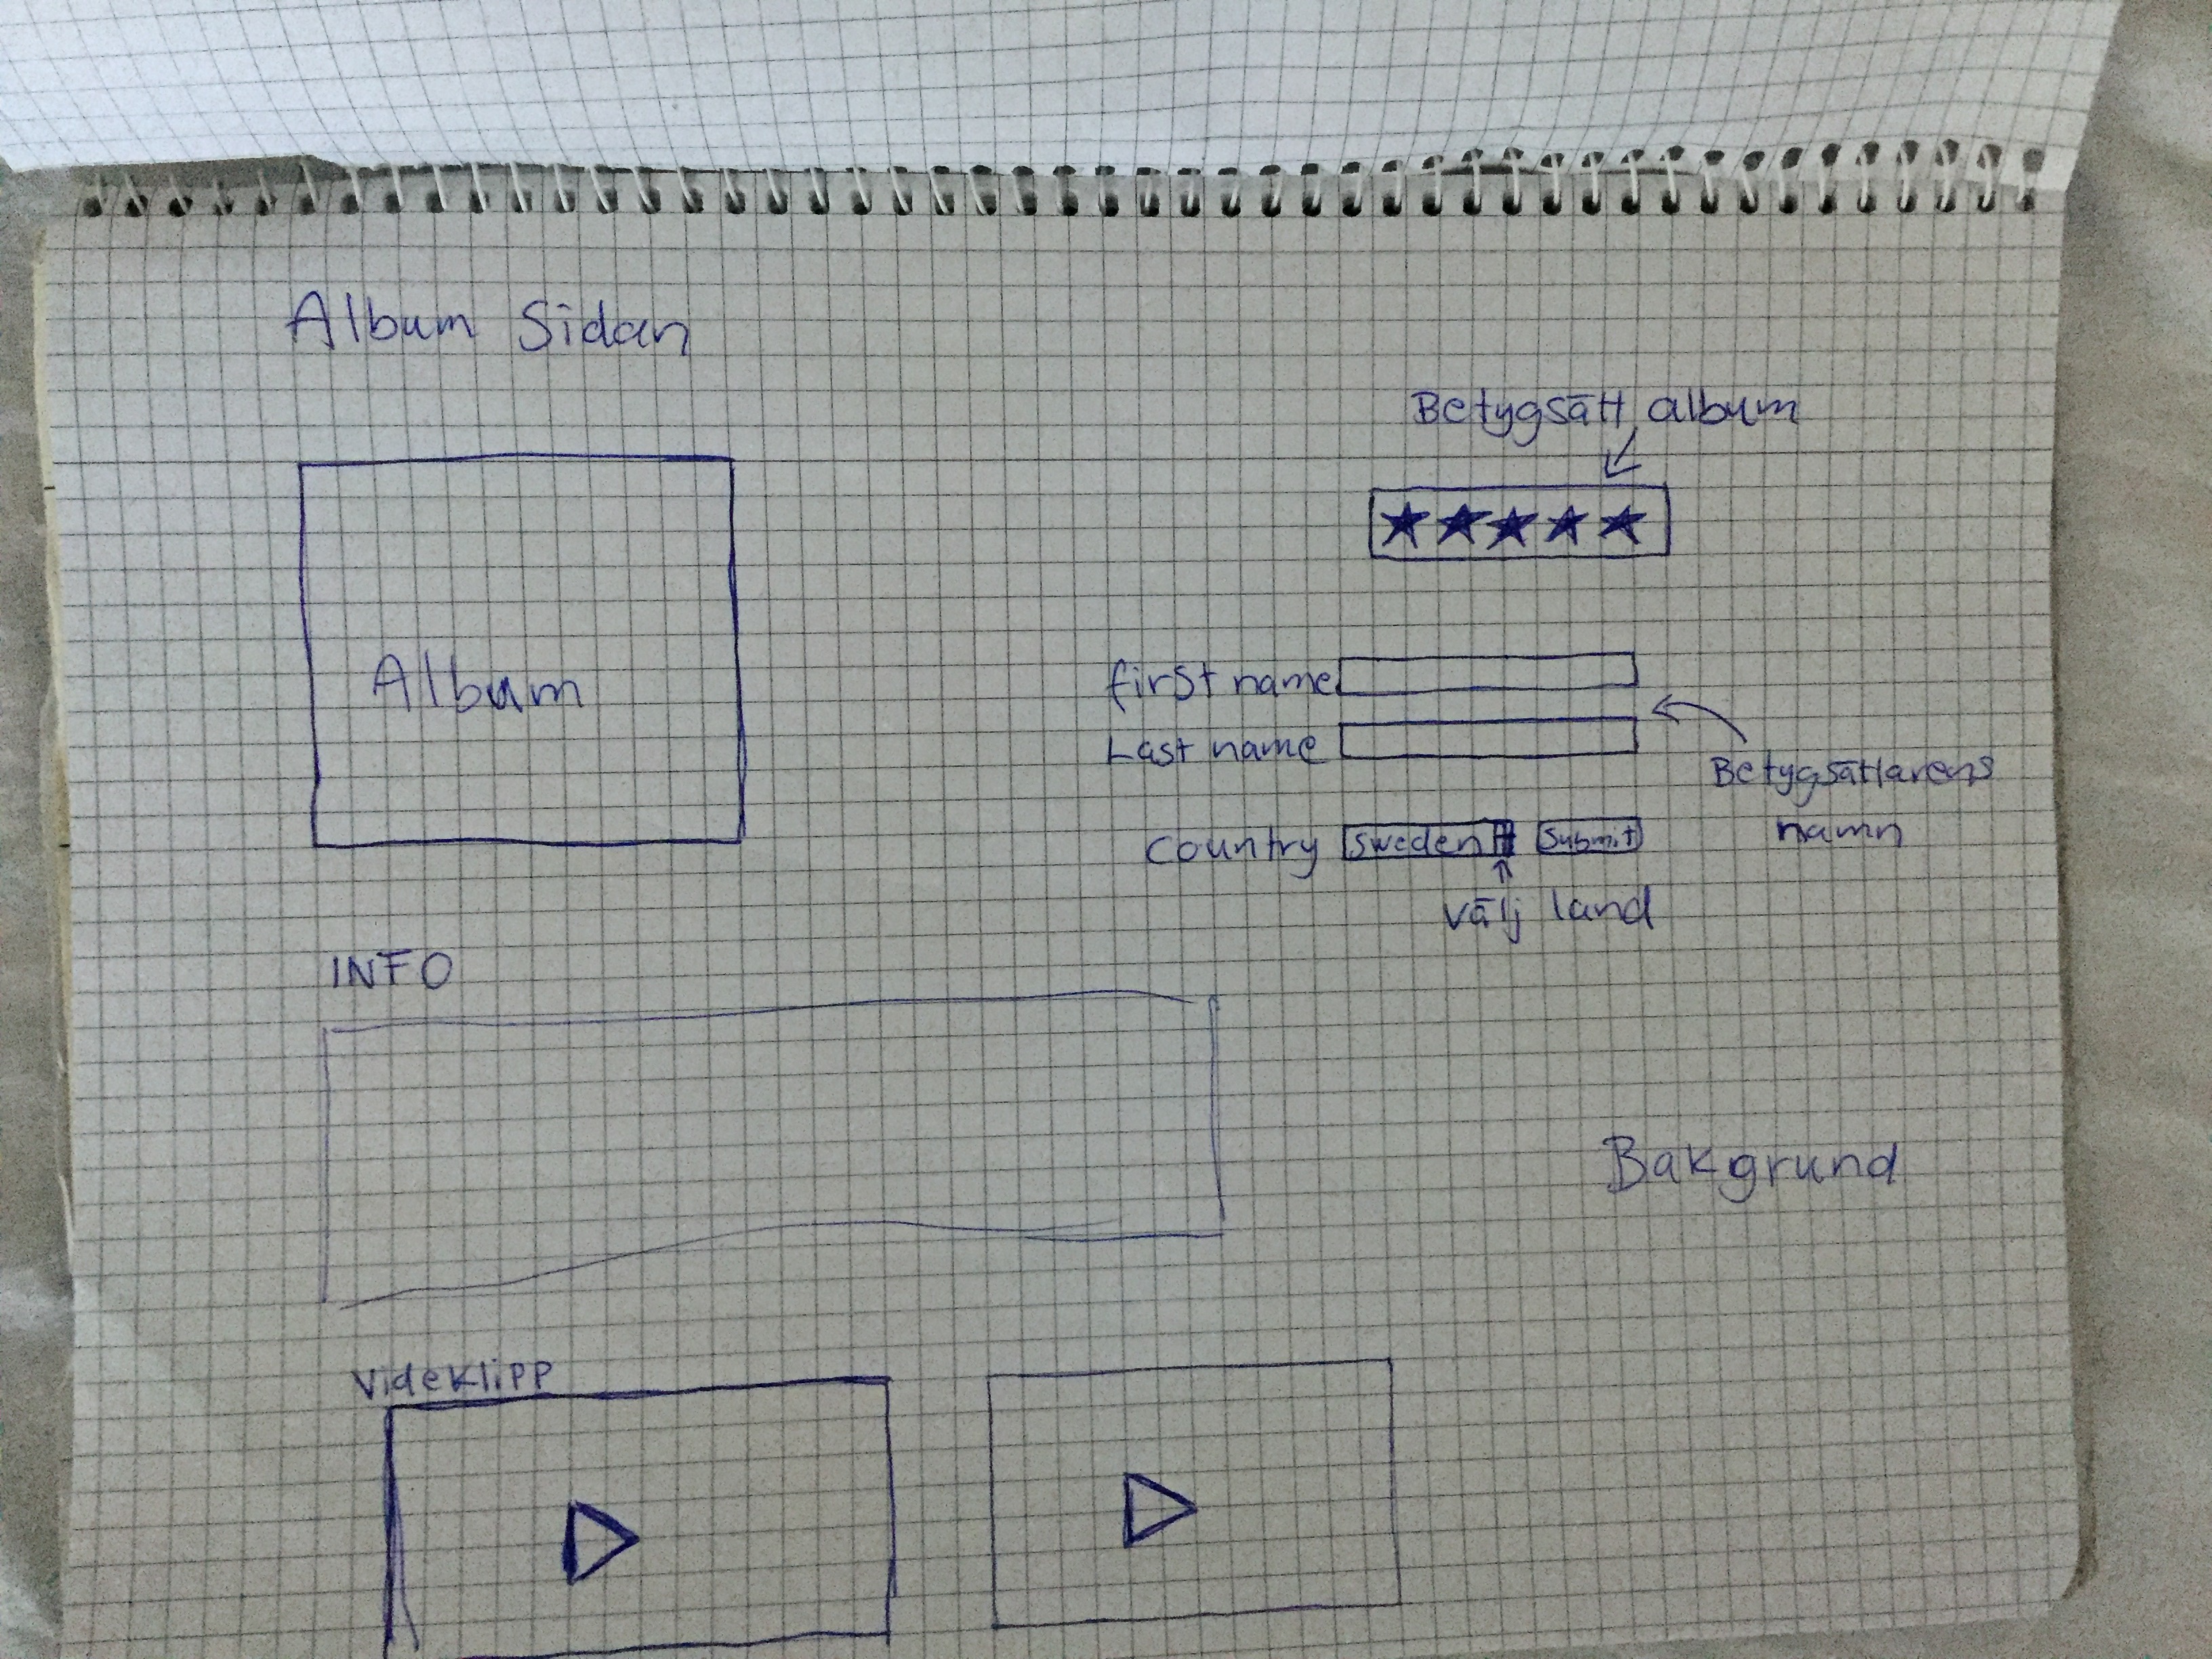 Album Sidan
Betygsätt album
Album
First name
Last name
Betygsättarens
namn
Country Sweden Submit
välj land
INFO
Bakgrund
Videklipp